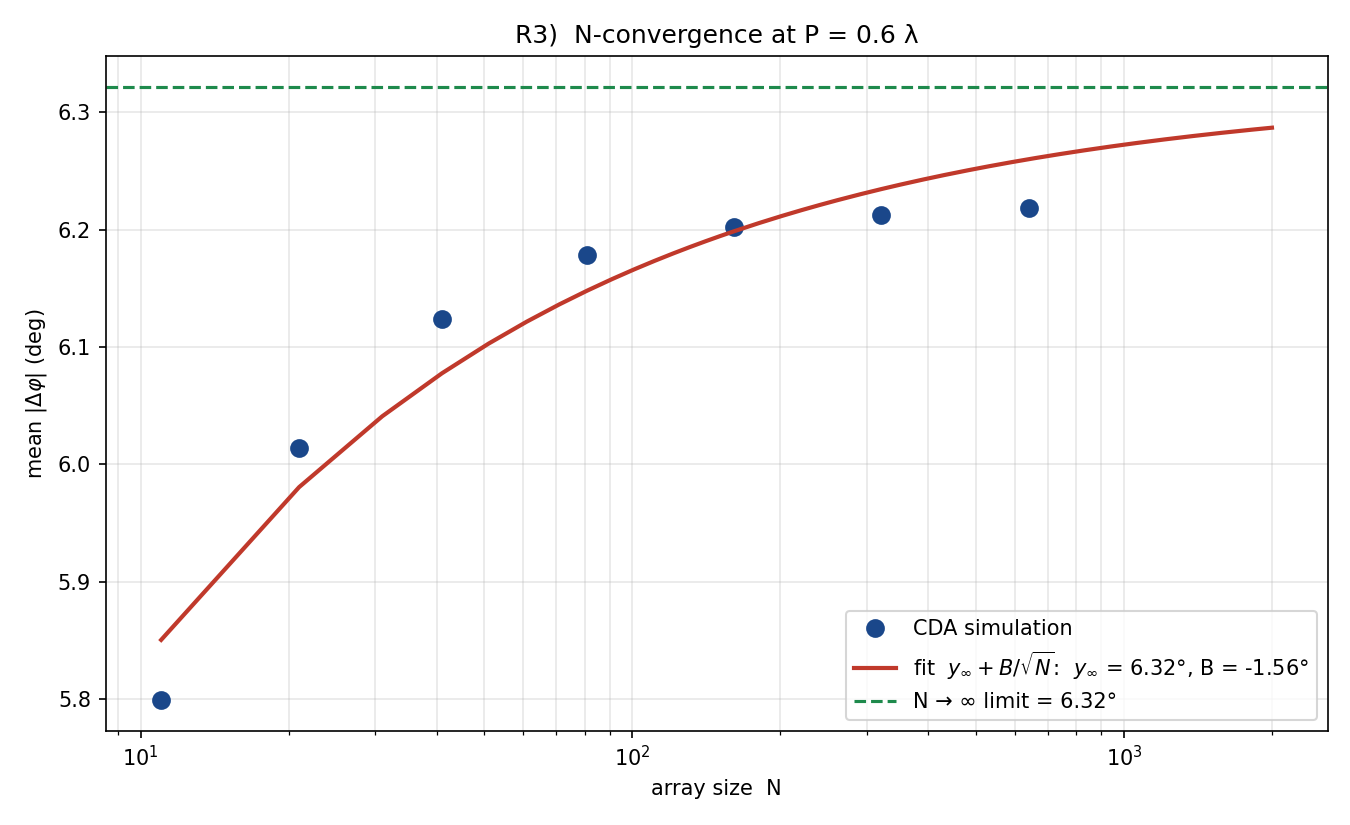 R3)  N-convergence at P = 0.6 λ
mean |Δφ| (deg)
6.3
6.2
6.1
6.0
5.9
5.8
CDA simulation
fit y∞ + B/√N: y∞ = 6.32°, B = -1.56°
N → ∞ limit = 6.32°
10¹
10²
10³
array size  N